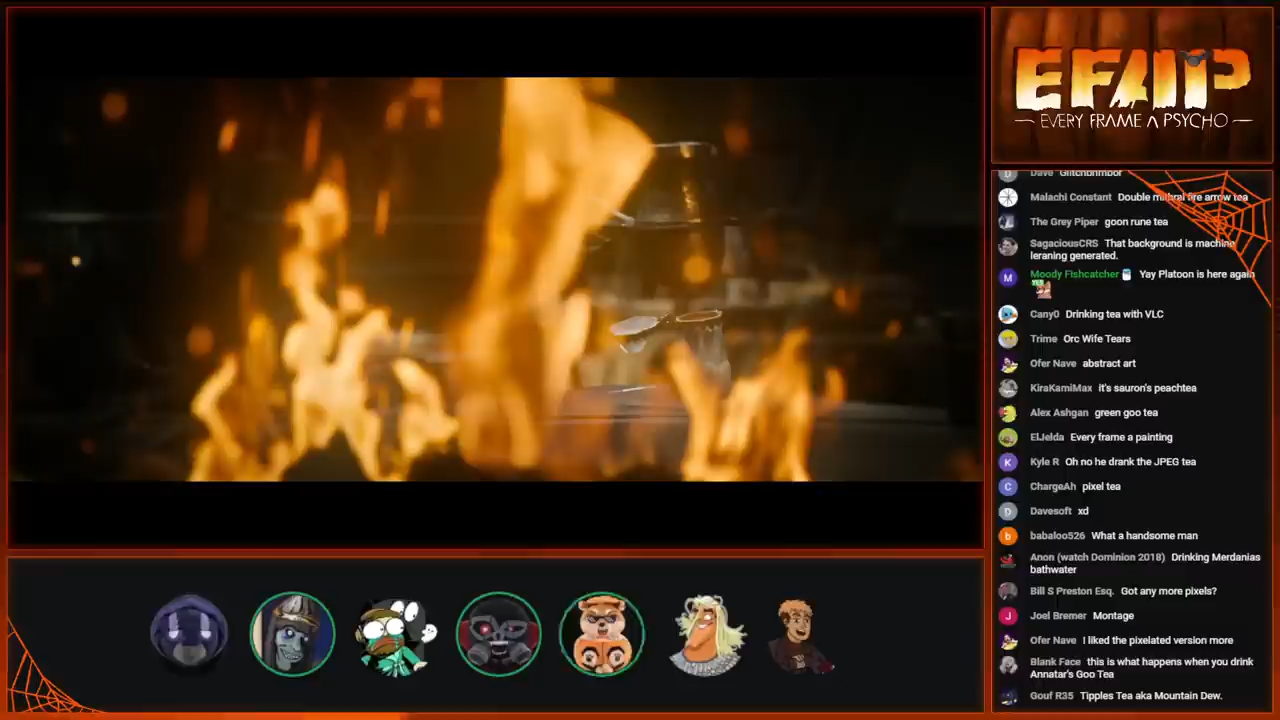 EFAP
EVERY FRAME A PSYCHO
Dave Glitchbrimbor
Malachi Constant Double mithril fire arrow tea
The Grey Piper goon rune tea
SagaciousCRS That background is machine
leraning generated.
Moody Fishcatcher Yay Platoon is here again
Cany0 Drinking tea with VLC
Trime Orc Wife Tears
Ofer Nave abstract art
KiraKamiMax it's sauron's peachtea
Alex Ashgan green goo tea
ElJelda Every frame a painting
Kyle R Oh no he drank the JPEG tea
ChargeAh pixel tea
Davesoft xd
babaloo526 What a handsome man
Anon (watch Dominion 2018) Drinking Merdanias
bathwater
Bill S Preston Esq. Got any more pixels?
Joel Bremer Montage
Ofer Nave I liked the pixelated version more
Blank Face this is what happens when you drink
Annatar's Goo Tea
Gouf R35 Tipples Tea aka Mountain Dew.